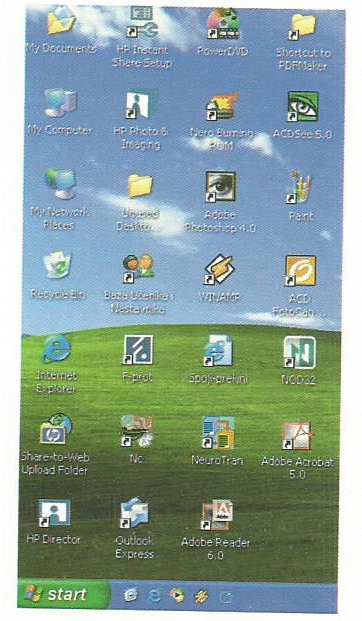 My Documents
HP Instant
Share Setup
PowerDVD
Shortcut to
PDFMaker
My Computer
HP Photo &
Imaging
Nero Burning
ROM
ACDSee 5.0
My Network
Places
Unused
Deskto...
Adobe
Photoshop 4.0
Paint
Recycle Bin
Baza Učenika i
Nastavnika
WINAMP
ACD
FotoCan...
Internet
Explorer
F-prot
Spoji-prekini
NOD32
Share-to-Web
Upload Folder
Nc
NeuroTran
Adobe Acrobat
5.0
HP Director
Outlook
Express
Adobe Reader
6.0
start